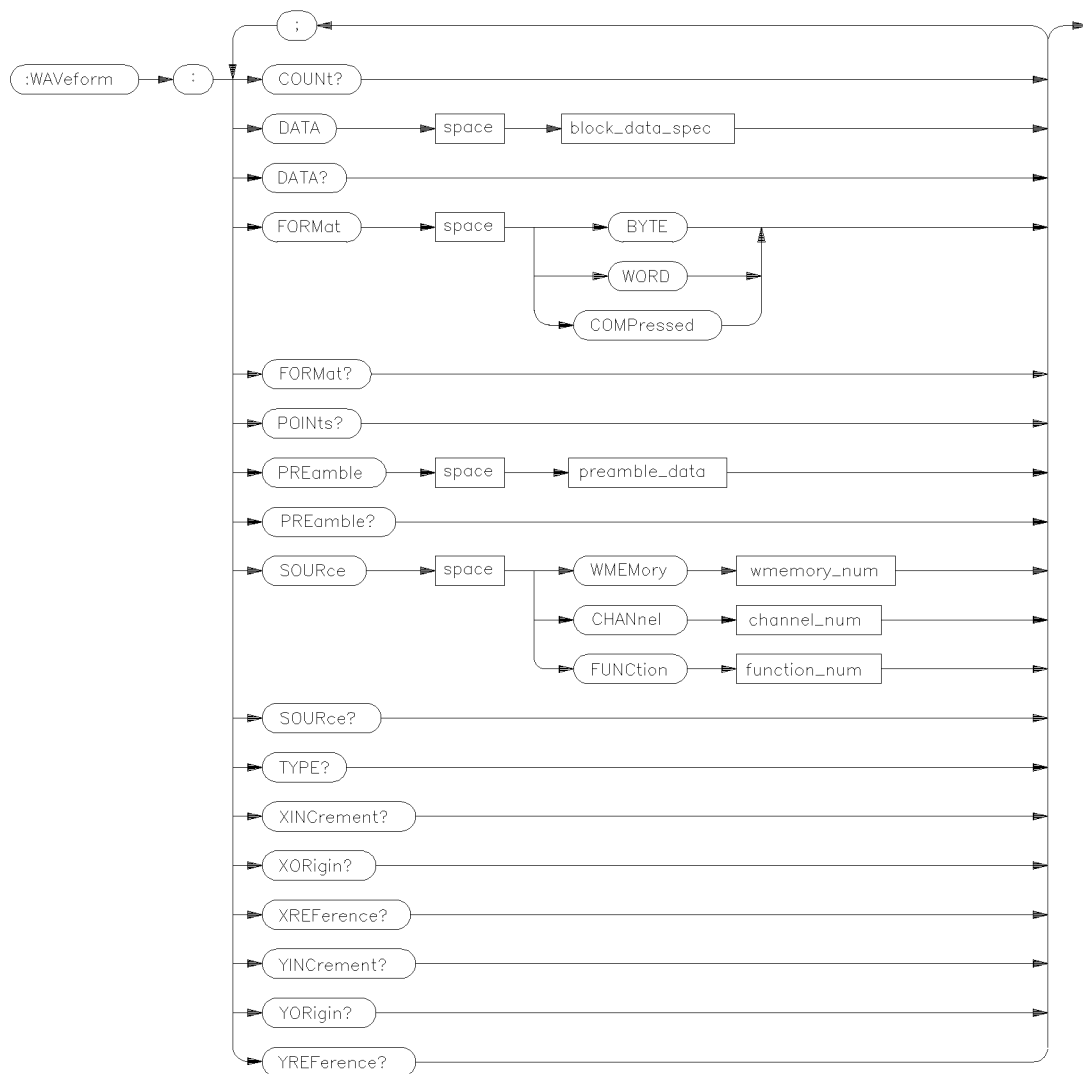 ;
:WAVeform : COUNt?
DATA space block_data_spec
DATA?
FORMat space BYTE
WORD
COMPressed
FORMat?
POINts?
PREamble space preamble_data
PREamble?
SOURce space WMEMory wmemory_num
CHANnel channel_num
FUNCtion function_num
SOURce?
TYPE?
XINCrement?
XORigin?
XREFerence?
YINCrement?
YORigin?
YREFerence?